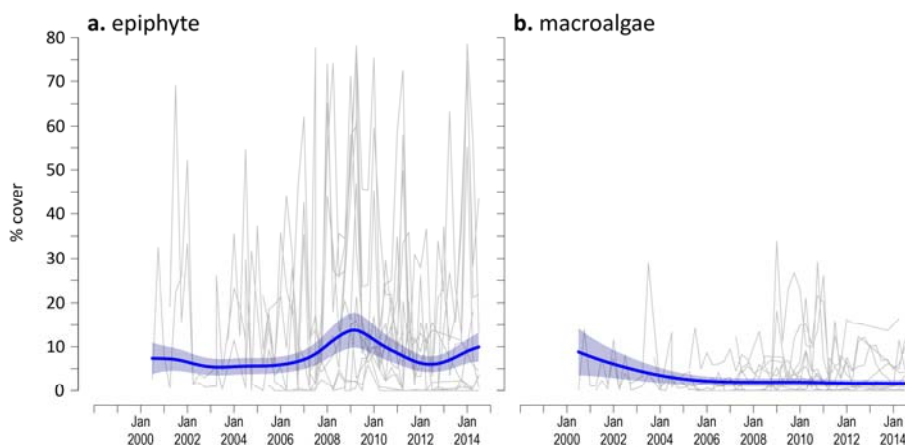 a. epiphyte
b. macroalgae
% cover
80
70
60
50
40
30
20
10
0
Jan 2000
Jan 2002
Jan 2004
Jan 2006
Jan 2008
Jan 2010
Jan 2012
Jan 2014
Jan 2000
Jan 2002
Jan 2004
Jan 2006
Jan 2008
Jan 2010
Jan 2012
Jan 2014